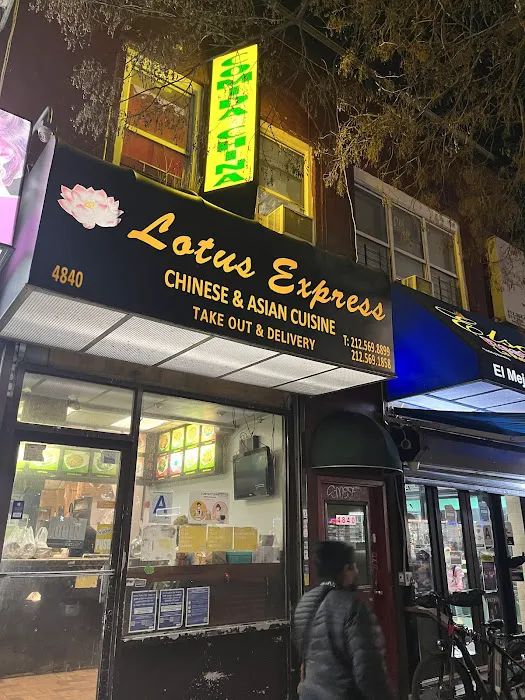 COMIDA CHINA
Lotus Express
4840
CHINESE & ASIAN CUISINE
TAKE OUT & DELIVERY
T: 212.569.8899
212.569.1858
El Mej
A
4840